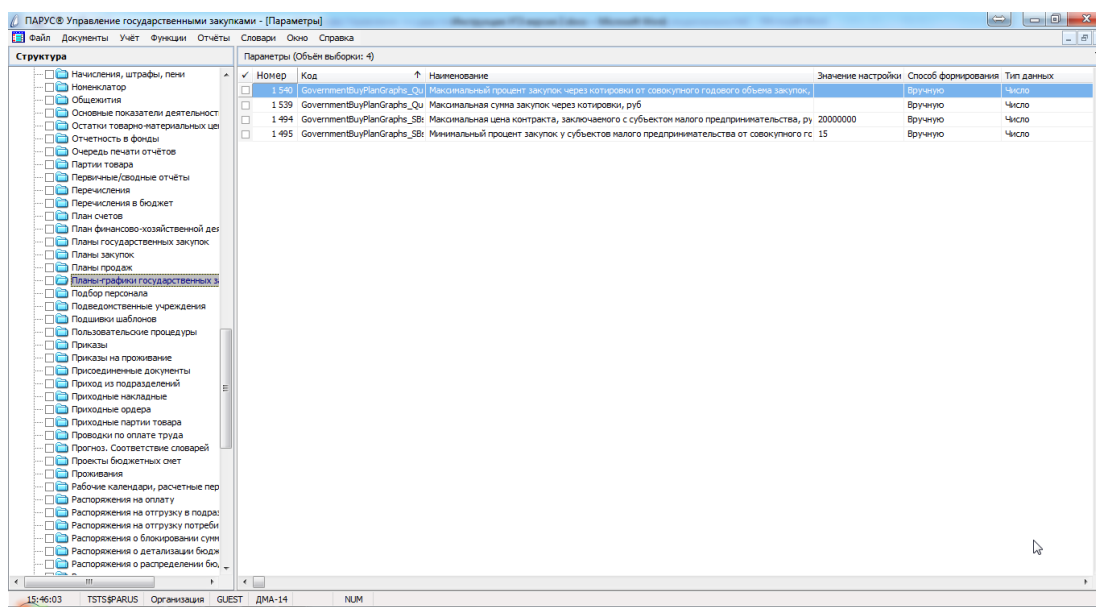 ПАРУС® Управление государственными закупками - [Параметры]
Файл Документы Учёт Функции Отчёты Словари Окно Справка
Структура
Начисления, штрафы, пени
Номенклатор
Общежития
Основные показатели деятельност
Остатки товарно-материальных це
Отчетность в фонды
Очередь печати отчётов
Партии товара
Первичные/сводные отчёты
Перечисления
Перечисления в бюджет
План счетов
План финансово-хозяйственной дея
Планы государственных закупок
Планы закупок
Планы продаж
Планы-графики государственных за
Подбор персонала
Подведомственные учреждения
Подшивки шаблонов
Пользовательские процедуры
Приказы
Приказы на проживание
Присоединенные документы
Приход из подразделений
Приходные накладные
Приходные ордера
Приходные партии товара
Проводки по оплате труда
Прогноз. Соответствие словарей
Проекты бюджетных смет
Проживания
Рабочие календари, расчетные пер
Распоряжения на оплату
Распоряжения на отгрузку в подраз
Распоряжения на отгрузку потреби
Распоряжения о блокировании сумм
Распоряжения о детализации бюдж
Распоряжения о распределении бю
Параметры (Объём выборки: 4)
Номер Код Наименование Значение настройки Способ формирования Тип данных
1 540 GovernmentBuyPlanGraphs_Qu Максимальный процент закупок через котировки от совокупного годового объема закупок, Вручную Число
1 539 GovernmentBuyPlanGraphs_Qu Максимальная сумма закупок через котировки, руб Вручную Число
1 494 GovernmentBuyPlanGraphs_SB Максимальная цена контракта, заключаемого с субъектом малого предпринимательства, ру 20000000 Вручную Число
1 495 GovernmentBuyPlanGraphs_SB Минимальный процент закупок у субъектов малого предпринимательства от совокупного гс 15 Вручную Число
15:46:03 TSTS$PARUS Организация GUEST ДМА-14 NUM